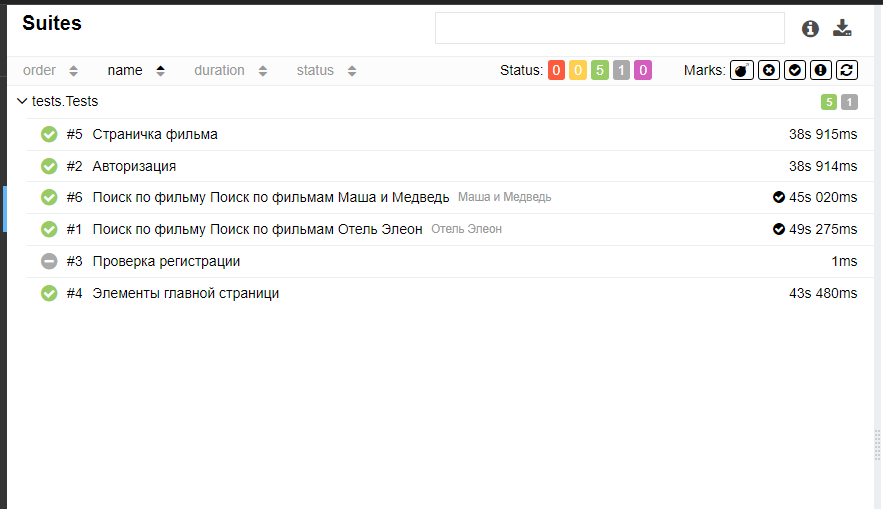 Suites
order name duration status Status: 0 0 5 1 0 Marks:
tests.Tests 5 1
#5 Страничка фильма 38s 915ms
#2 Авторизация 38s 914ms
#6 Поиск по фильму Поиск по фильмам Маша и Медведь Маша и Медведь 45s 020ms
#1 Поиск по фильму Поиск по фильмам Отель Элеон Отель Элеон 49s 275ms
#3 Проверка регистрации 1ms
#4 Элементы главной страници 43s 480ms